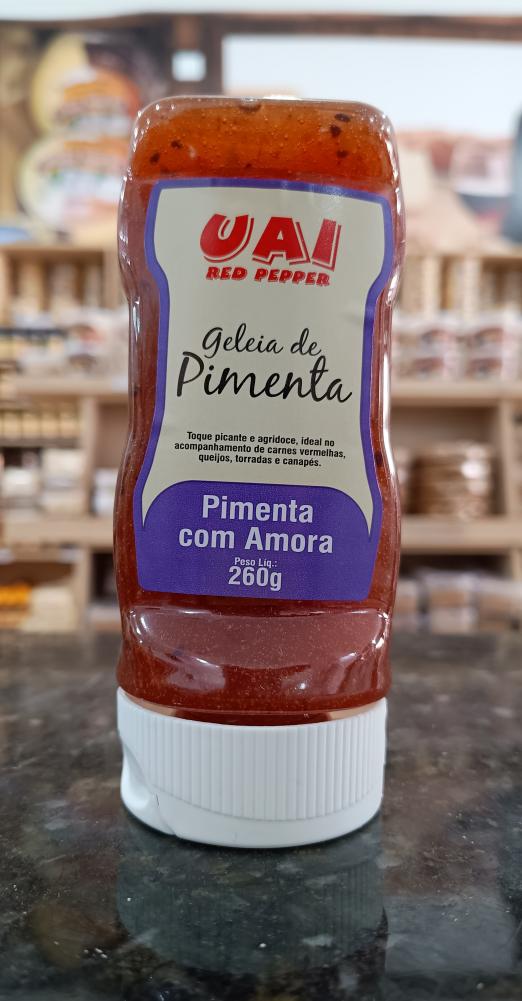 UAI
RED PEPPER
Geleia de
Pimenta
Toque picante e agridoce, ideal no
acompanhamento de carnes vermelhas,
queijos, torradas e canapés.
Pimenta
com Amora
Peso Líq.:
260g